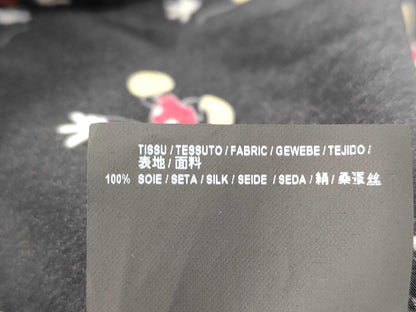 TISSU / TESSUTO / FABRIC / GEWEBE / TEJIDO /
表地 / 面料
100% SOIE / SETA / SILK / SEIDE / SEDA / 絹 / 桑蚕丝